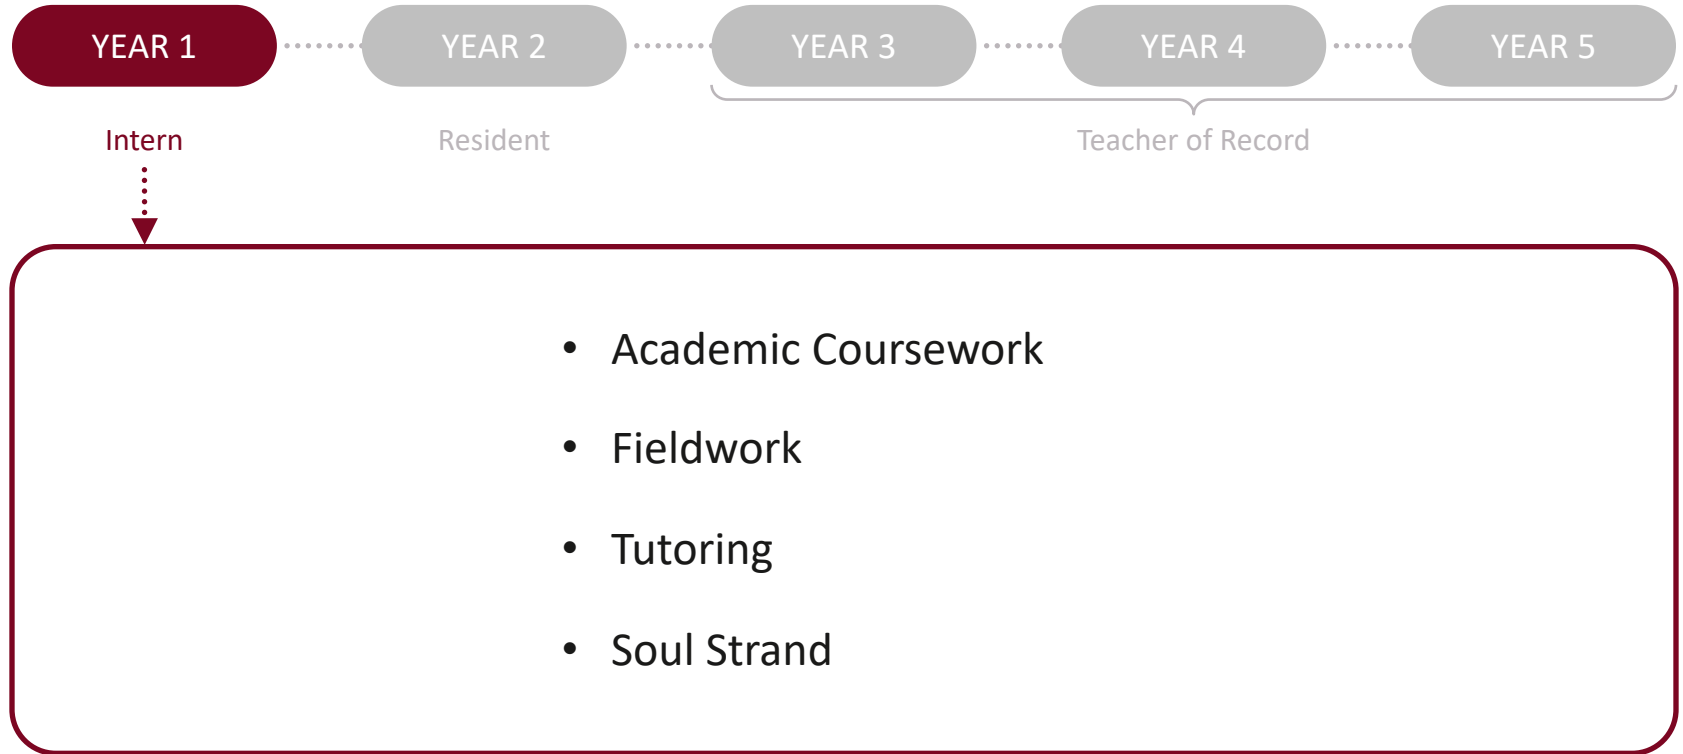 YEAR 1 YEAR 2 YEAR 3 YEAR 4 YEAR 5
Intern Resident Teacher of Record
• Academic Coursework
• Fieldwork
• Tutoring
• Soul Strand